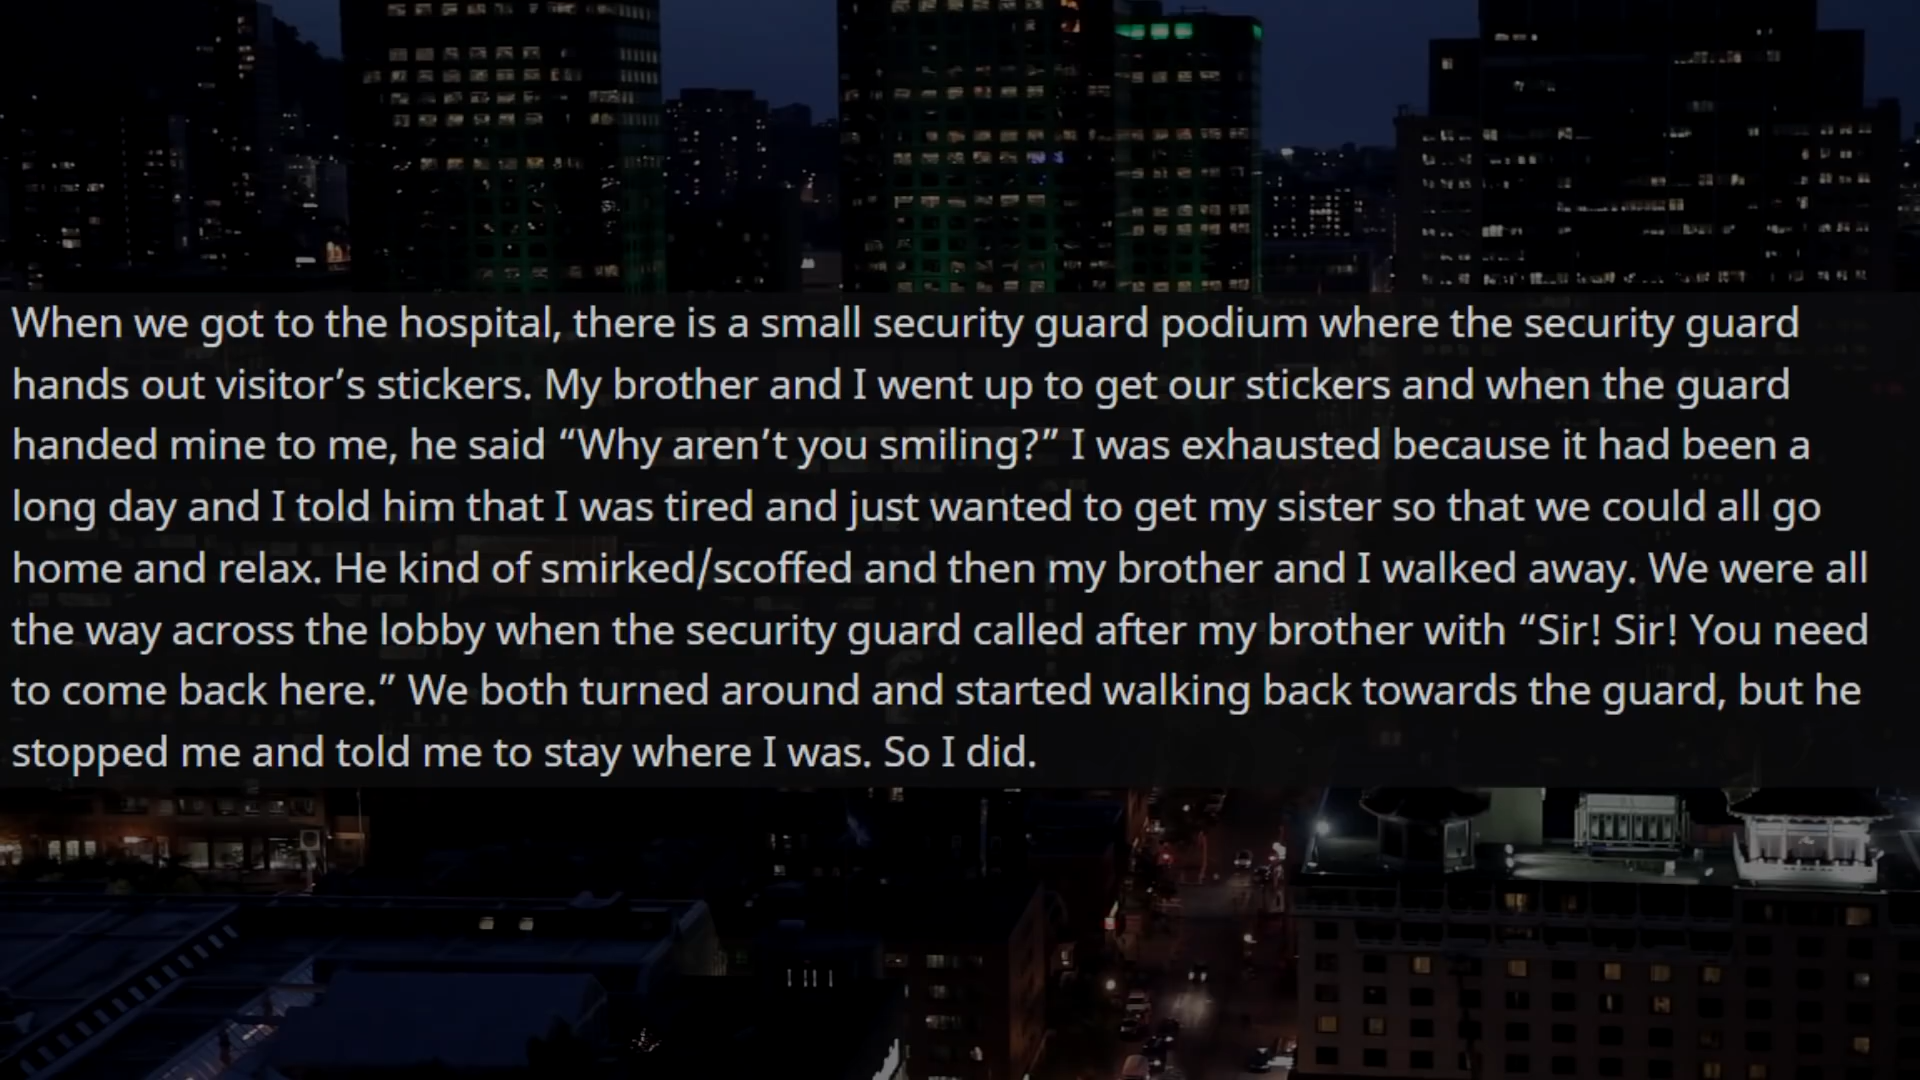 When we got to the hospital, there is a small security guard podium where the security guard
hands out visitor’s stickers. My brother and I went up to get our stickers and when the guard
handed mine to me, he said “Why aren’t you smiling?” I was exhausted because it had been a
long day and I told him that I was tired and just wanted to get my sister so that we could all go
home and relax. He kind of smirked/scoffed and then my brother and I walked away. We were all
the way across the lobby when the security guard called after my brother with “Sir! Sir! You need
to come back here.” We both turned around and started walking back towards the guard, but he
stopped me and told me to stay where I was. So I did.